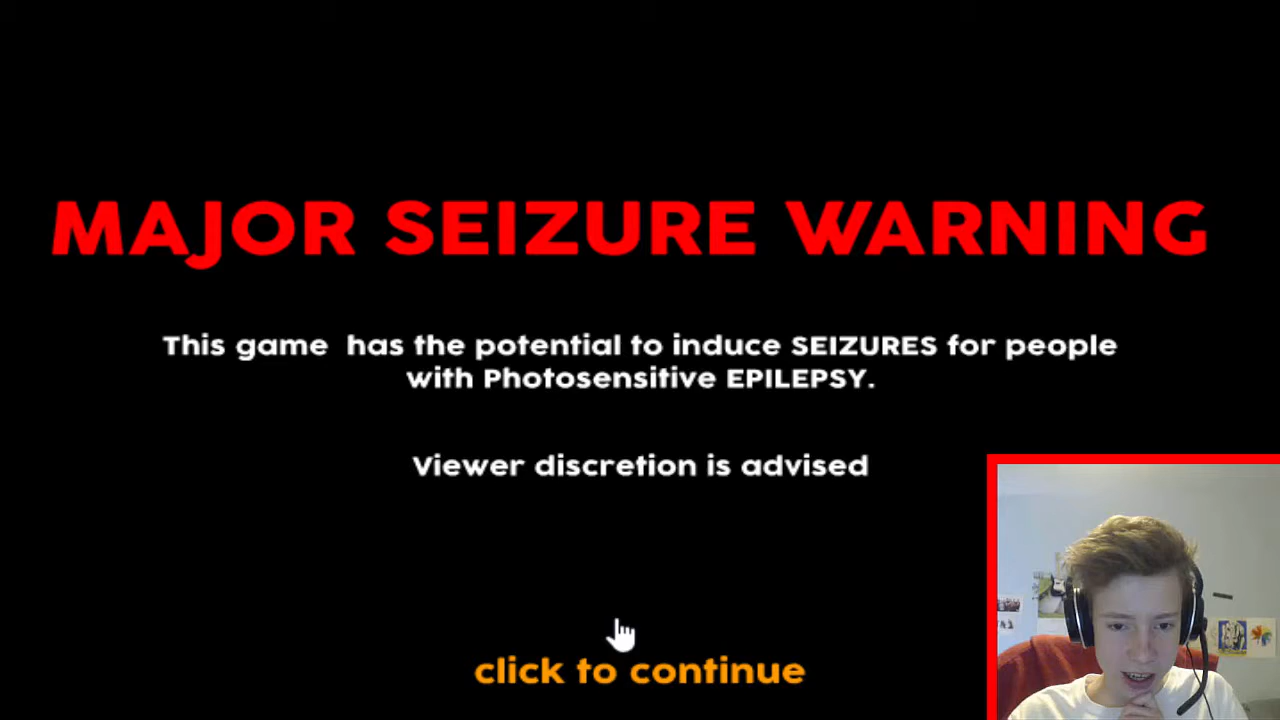 MAJOR SEIZURE WARNING
This game has the potential to induce SEIZURES for people
with Photosensitive EPILEPSY.
Viewer discretion is advised
click to continue